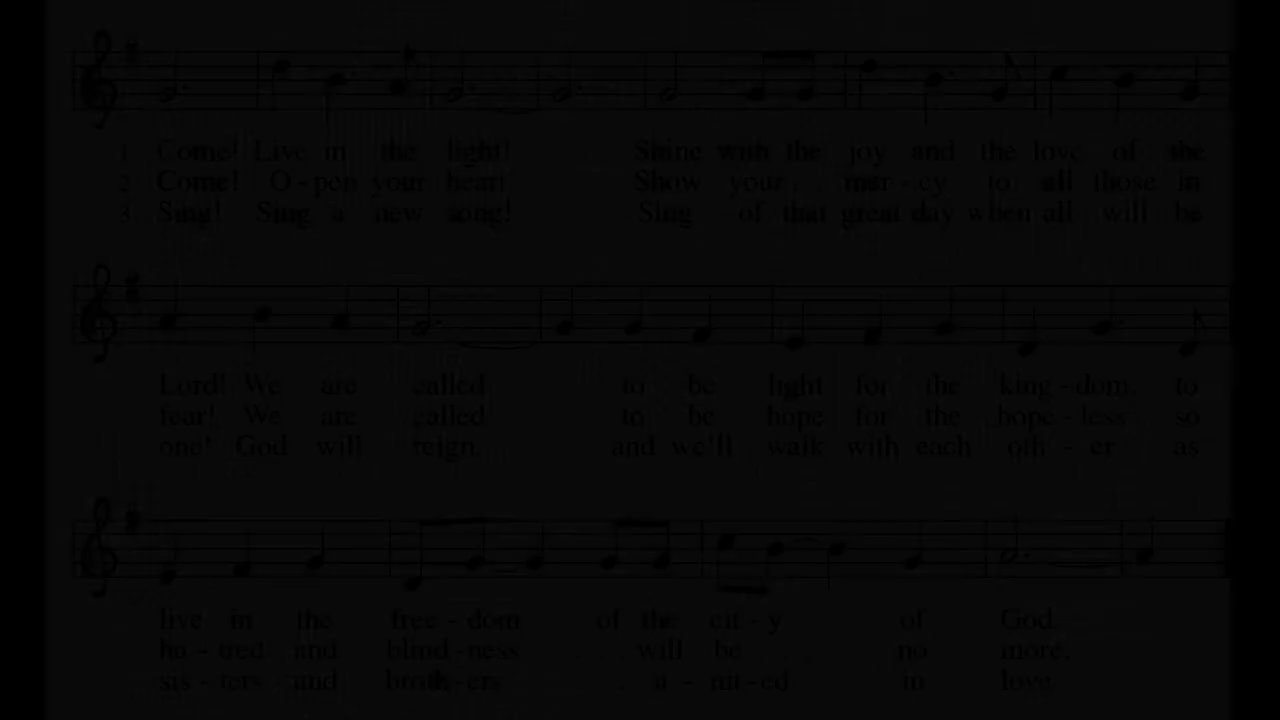 1 Come! Live in the light! Shine with the joy and the love of the
2 Come! O - pen your heart! Show your . . mer - cy to all those in
3 Sing! Sing a new song! Sing of that great day when all will be
Lord! We are called to be light for the king - dom, to
fear! We are called to be hope for the hope - less so
one! God will reign, and we'll walk with each oth - er as
live in the free - dom of the cit - y of God.
ha - tred and blind - ness . . . will be . . . no more.
sis - ters and broth - ers . a - nit - ed in love.